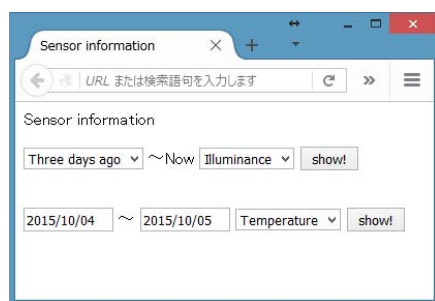 Sensor information
URL または検索語句を入力します
Sensor information
Three days ago ～Now Illuminance show!
2015/10/04 ～ 2015/10/05 Temperature show!